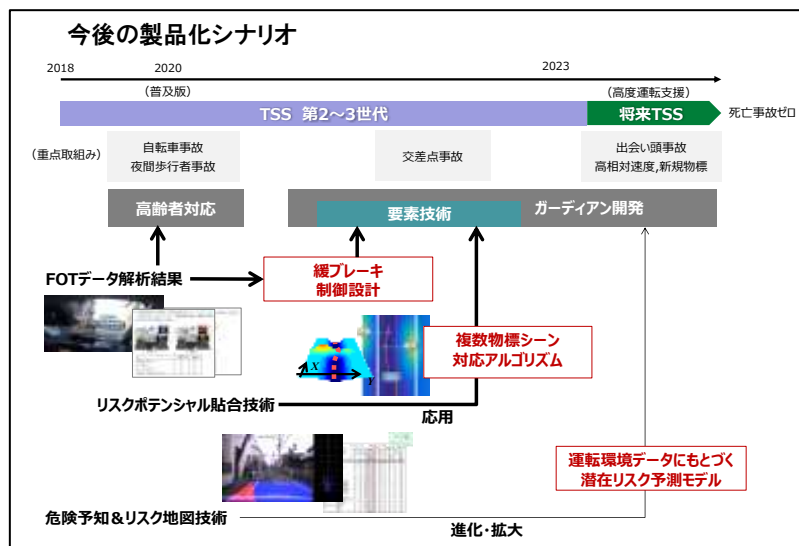 今後の製品化シナリオ
2018
2020
2023
(普及版)
(高度運転支援)
TSS 第2～3世代
将来TSS
死亡事故ゼロ
(重点取組み)
自転車事故
夜間歩行者事故
交差点事故
出会い頭事故
高相対速度,新規物標
高齢者対応
要素技術
ガーディアン開発
FOTデータ解析結果
緩ブレーキ
制御設計
複数物標シーン
対応アルゴリズム
X
Y
リスクポテンシャル貼合技術
応用
運転環境データにもとづく
潜在リスク予測モデル
危険予知&リスク地図技術
進化・拡大